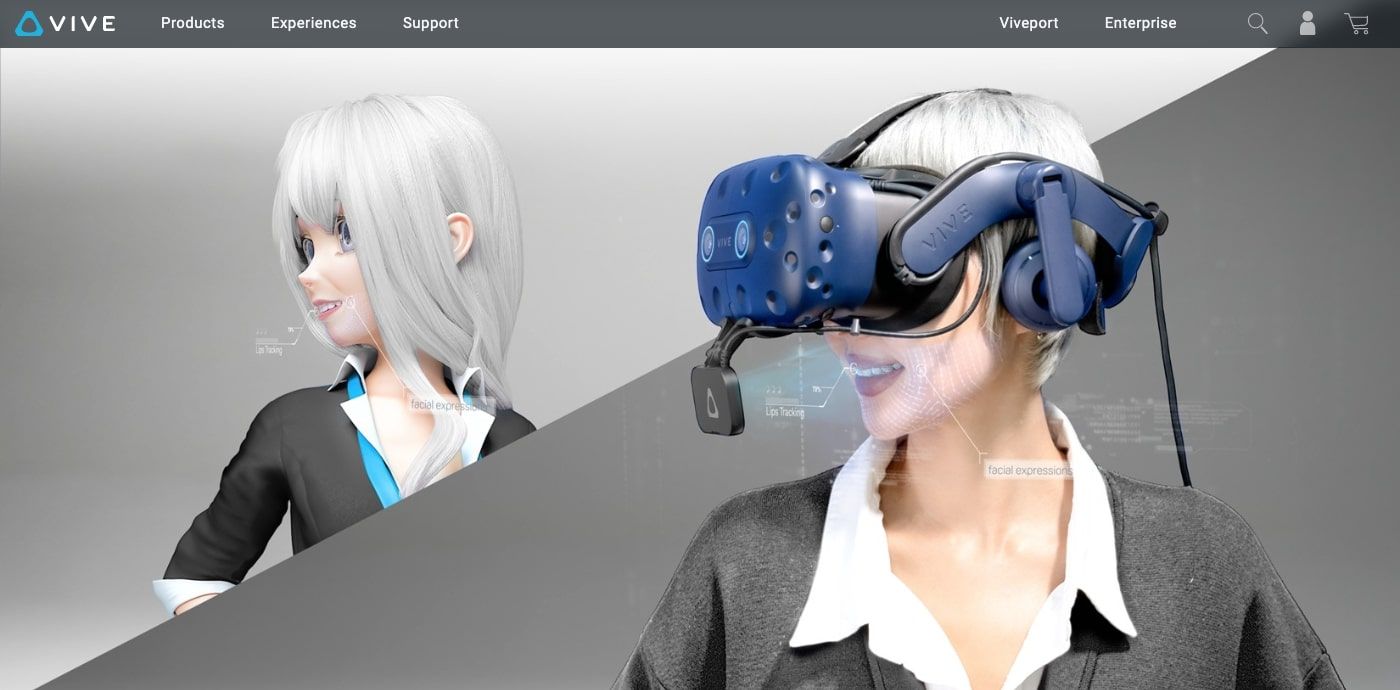 VIVE
Products
Experiences
Support
Viveport
Enterprise
VIVE
VIVE
Lips Tracking
facial expressions
Lips Tracking
facial expressions